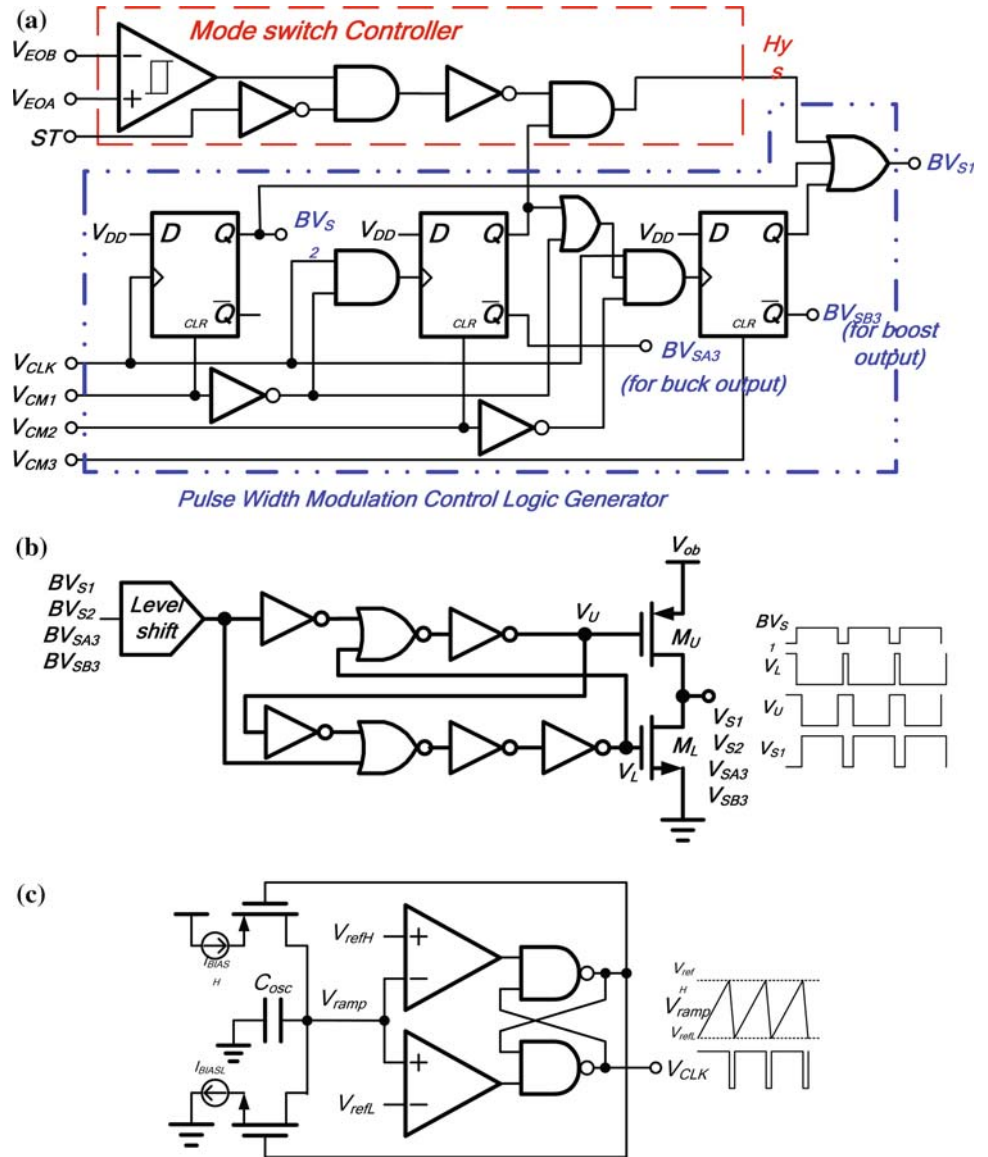 (a)
Mode switch Controller
Hy
s
V_EOB
V_EOA
ST
−
+
BV_S1
V_DD
D
Q
BV_S
2
V_DD
D
Q
V_DD
D
Q
Q̅
CLR
Q̅
CLR
Q̅
CLR
BV_SB3
(for boost
output)
BV_SA3
(for buck output)
V_CLK
V_CM1
V_CM2
V_CM3
Pulse Width Modulation Control Logic Generator
(b)
BV_S1
BV_S2
BV_SA3
BV_SB3
Level
shift
V_ob
V_U
M_U
V_L
M_L
V_S1
V_S2
V_SA3
V_SB3
BV_S
1
V_L
V_U
V_S1
(c)
I_BIAS
H
C_osc
V_ramp
I_BIASL
V_refH
+
−
+
−
V_refL
V_CLK
V_ref
H
V_ramp
V_refL